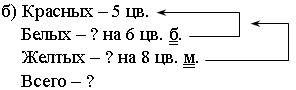 б) Красных – 5 цв.
Белых – ? на 6 цв. б.
Желтых – ? на 8 цв. м.
Всего – ?